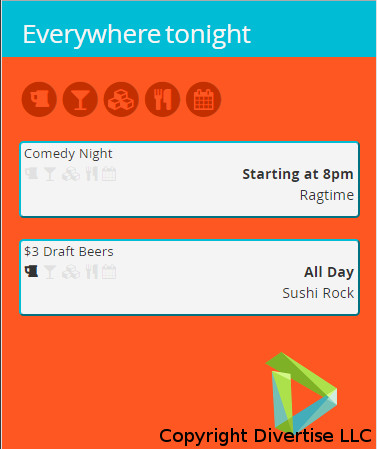 Everywhere tonight
Comedy Night
Starting at 8pm
Ragtime
$3 Draft Beers
All Day
Sushi Rock
Copyright Divertise LLC